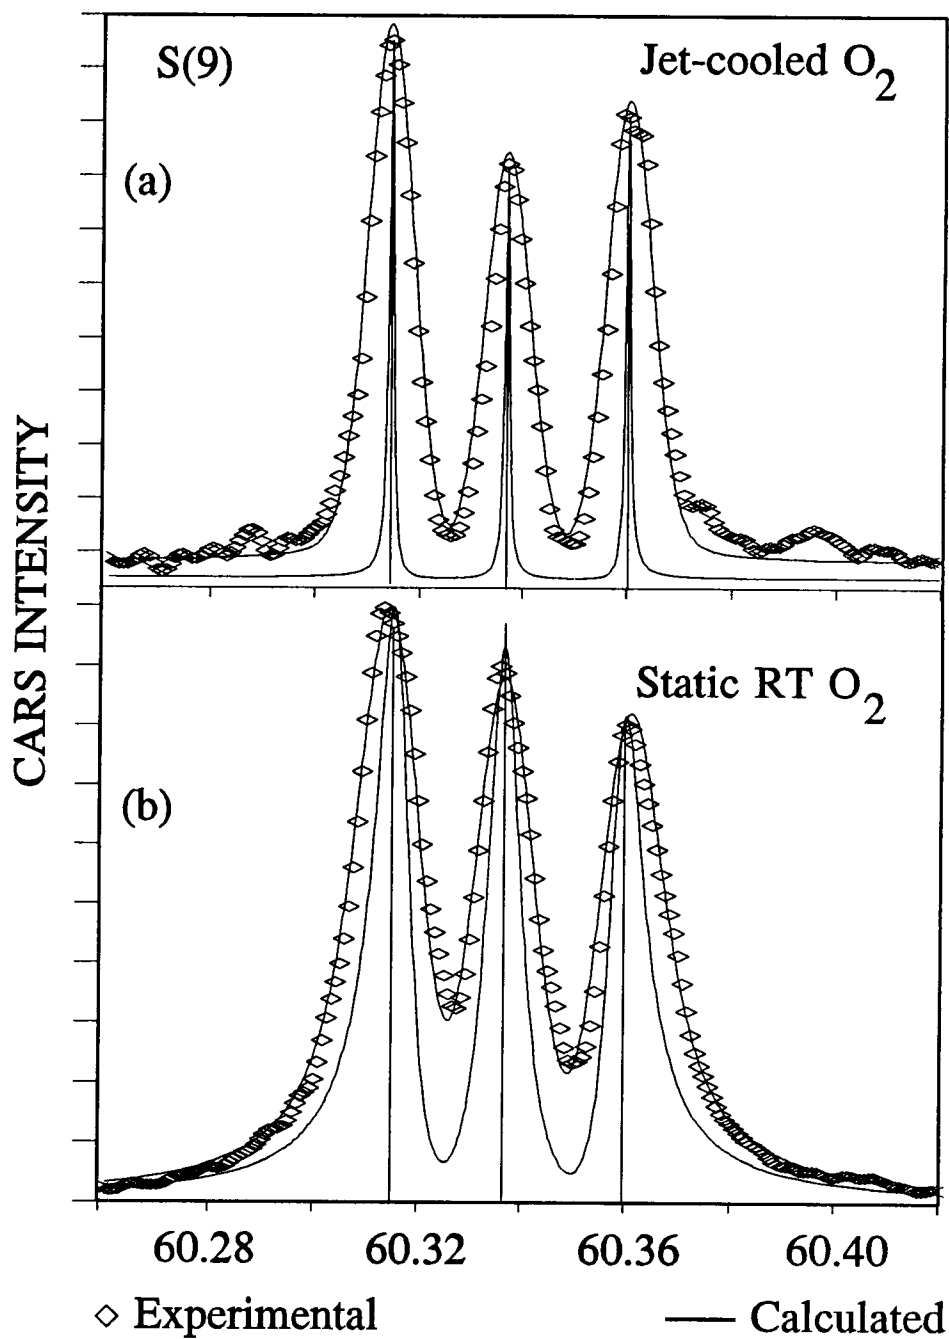 S(9)
Jet-cooled O2
(a)
CARS INTENSITY
Static RT O2
(b)
60.28 60.32 60.36 60.40
Experimental
Calculated